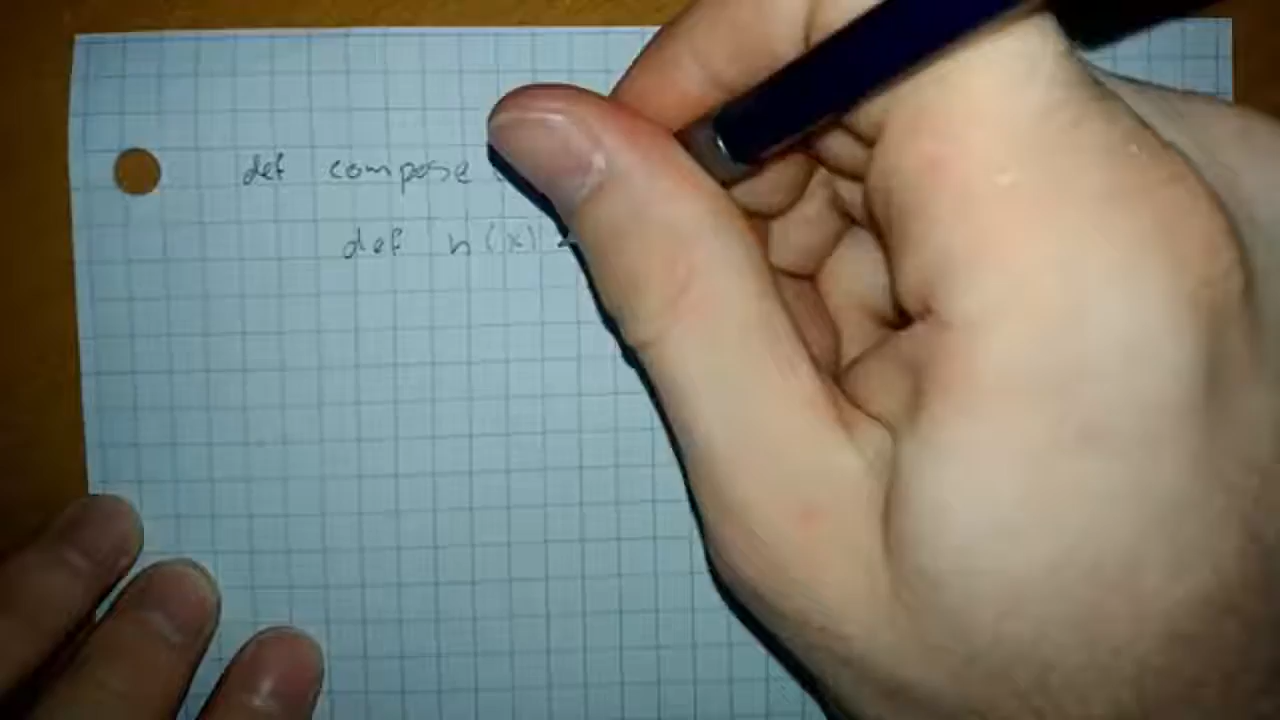 def compose
def h(x)